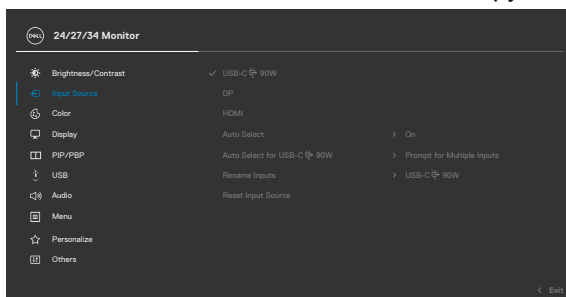 DELL 24/27/34 Monitor
Brightness/Contrast ✓ USB-C 90W
Input Source DP
Color HDMI
Display Auto Select > On
PIP/PBP Auto Select for USB-C 90W > Prompt for Multiple Inputs
USB Rename Inputs > USB-C 90W
Audio Reset Input Source
Menu
Personalize
Others
< Exit